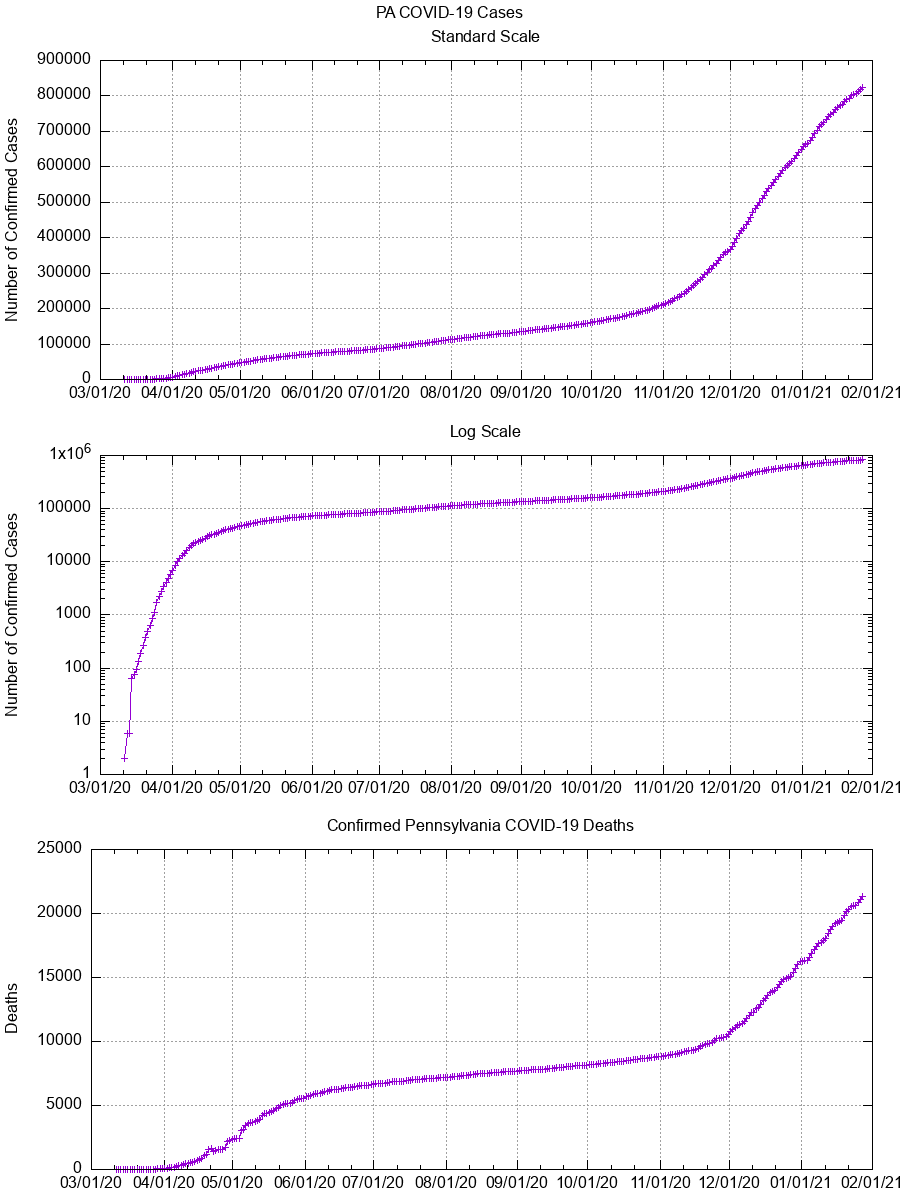 PA COVID-19 Cases
Standard Scale
900000
800000
700000
600000
500000
400000
300000
200000
100000
0
Number of Confirmed Cases
03/01/20 04/01/20 05/01/20 06/01/20 07/01/20 08/01/20 09/01/20 10/01/20 11/01/20 12/01/20 01/01/21 02/01/21
Log Scale
1x10⁶
100000
10000
1000
100
10
1
Number of Confirmed Cases
03/01/20 04/01/20 05/01/20 06/01/20 07/01/20 08/01/20 09/01/20 10/01/20 11/01/20 12/01/20 01/01/21 02/01/21
Confirmed Pennsylvania COVID-19 Deaths
25000
20000
15000
10000
5000
0
Deaths
03/01/20 04/01/20 05/01/20 06/01/20 07/01/20 08/01/20 09/01/20 10/01/20 11/01/20 12/01/20 01/01/21 02/01/21